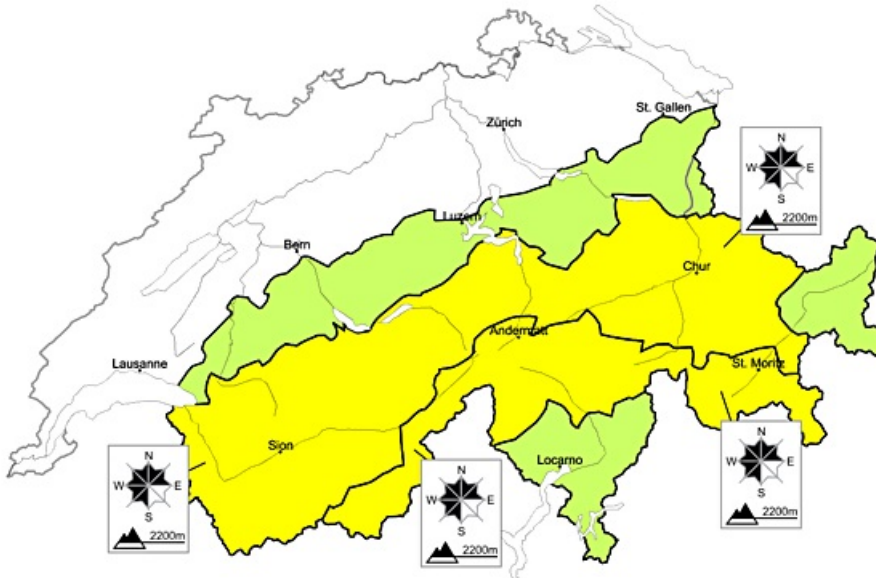 St. Gallen
Zürich
N
W E
S
2200m
Luzern
Bern
Chur
Andermatt
Lausanne
St. Moritz
Sion
Locarno
N
W E
S
2200m
N
W E
S
2200m
N
W E
S
2200m